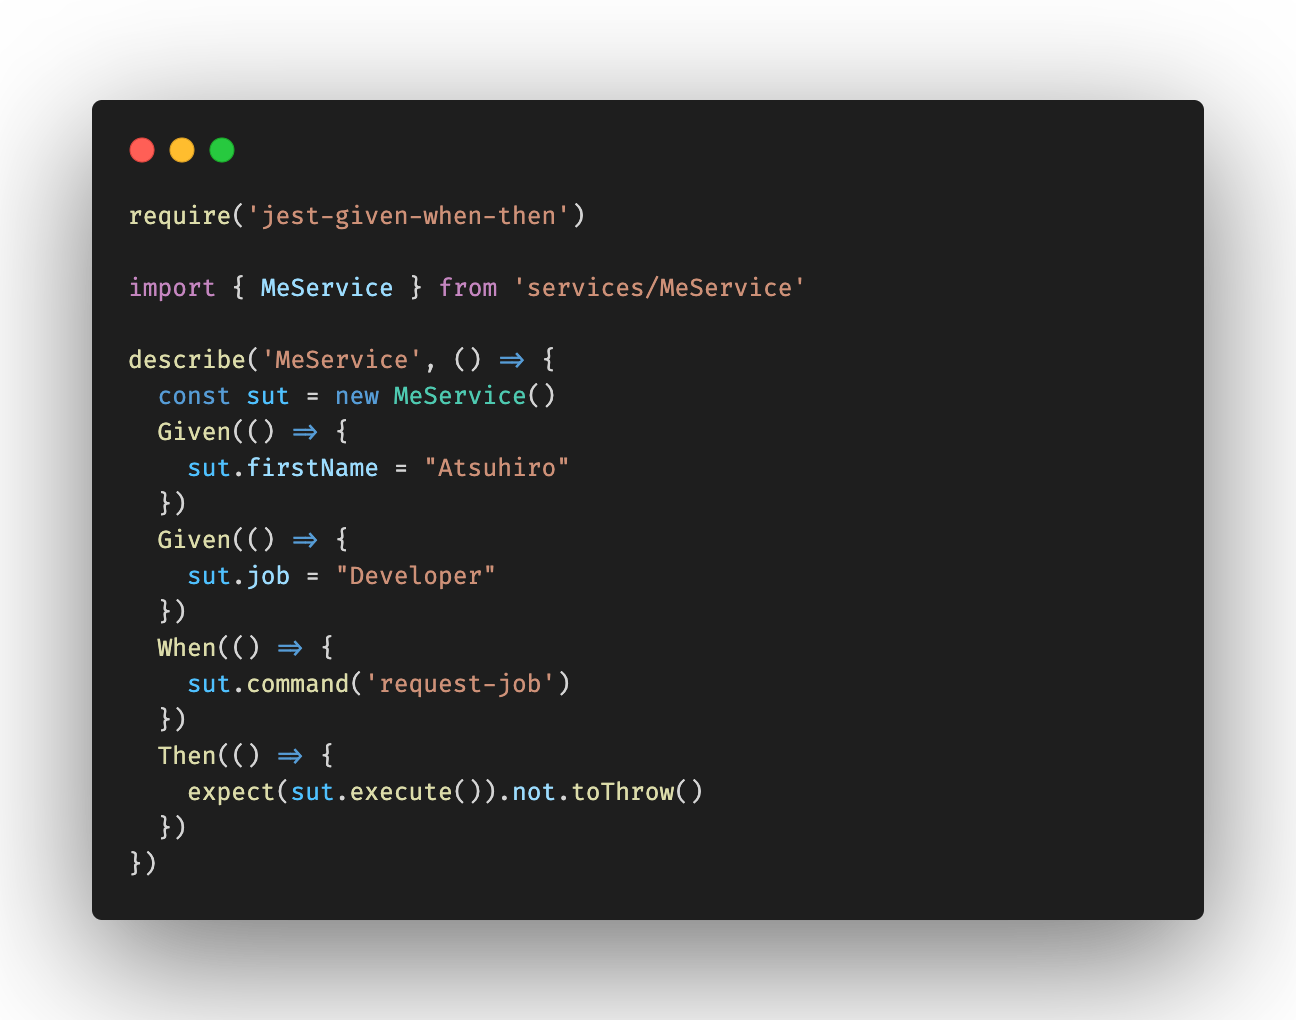 require('jest-given-when-then')

import { MeService } from 'services/MeService'

describe('MeService', () => {
  const sut = new MeService()
  Given(() => {
    sut.firstName = "Atsuhiro"
  })
  Given(() => {
    sut.job = "Developer"
  })
  When(() => {
    sut.command('request-job')
  })
  Then(() => {
    expect(sut.execute()).not.toThrow()
  })
})